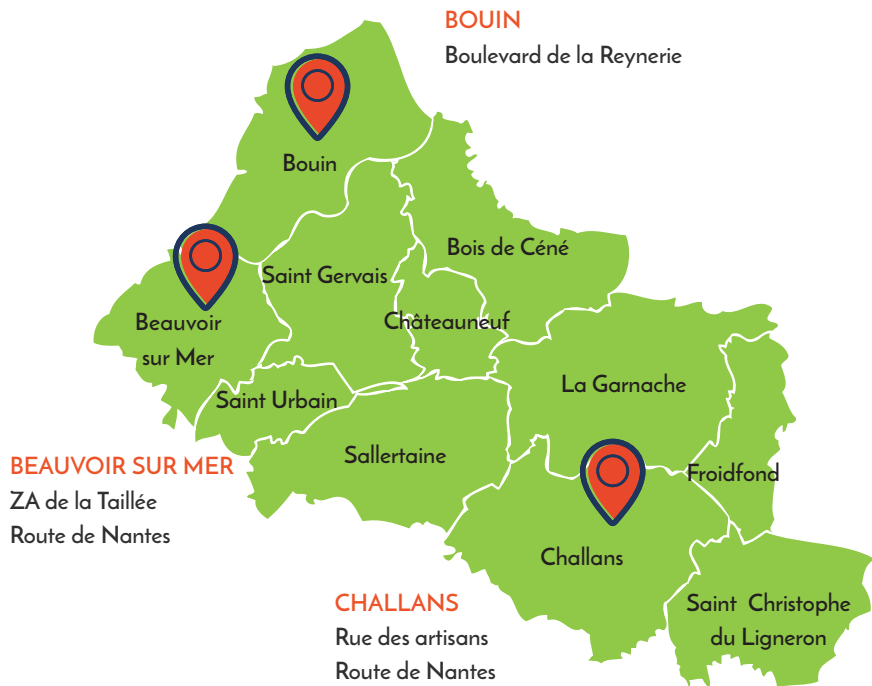 BOUIN
Boulevard de la Reynerie
Bouin
Bois de Céné
Saint Gervais
Châteauneuf
Beauvoir
sur Mer
La Garnache
Saint Urbain
Sallertaine
Froidfond
BEAUVOIR SUR MER
ZA de la Taillée
Route de Nantes
Challans
CHALLANS
Rue des artisans
Route de Nantes
Saint Christophe
du Ligneron